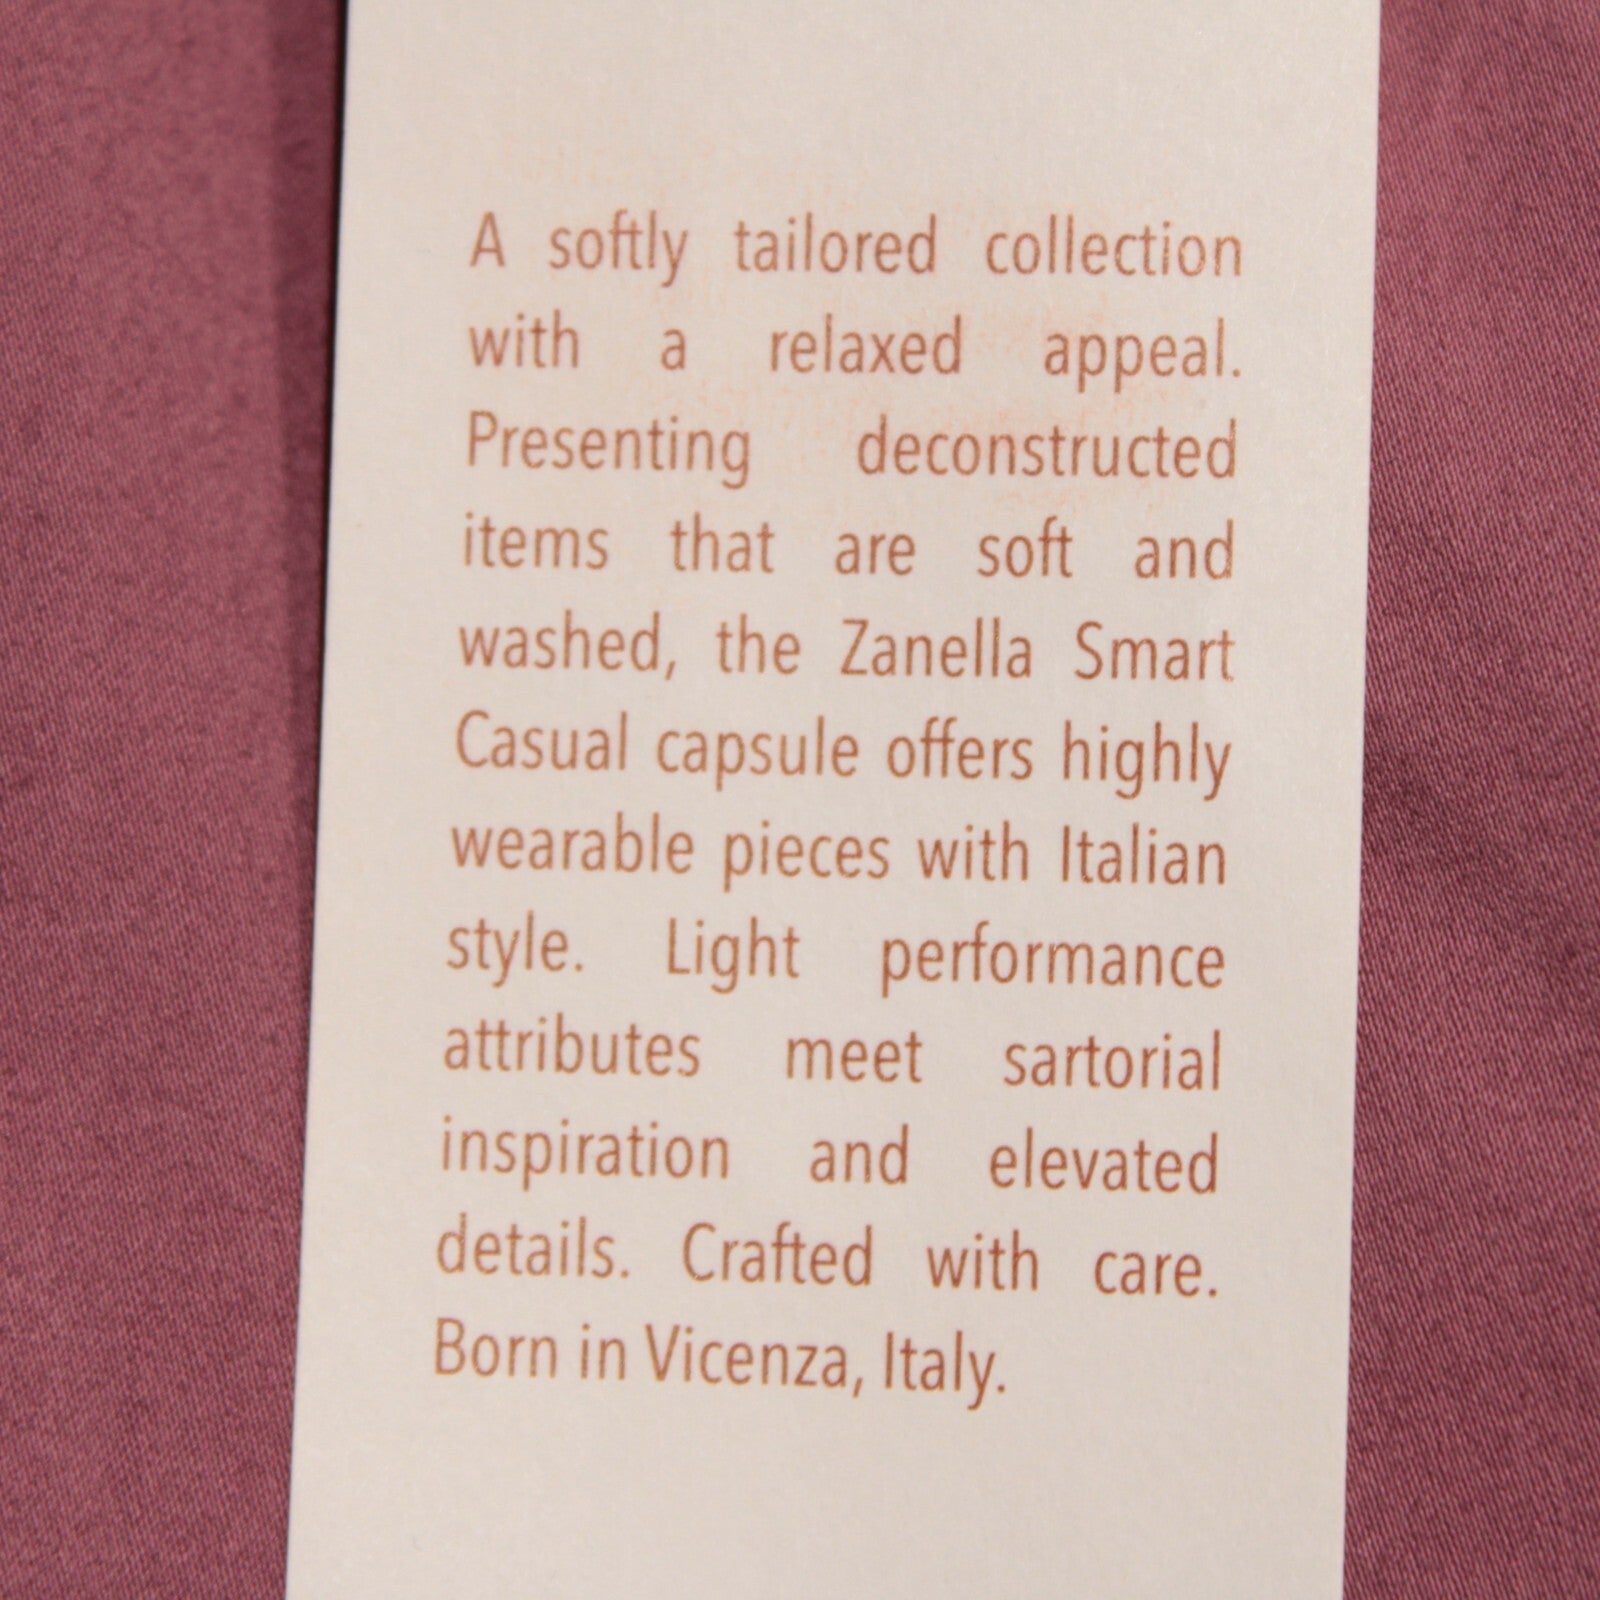 A softly tailored collection
with a relaxed appeal.
Presenting deconstructed
items that are soft and
washed, the Zanella Smart
Casual capsule offers highly
wearable pieces with Italian
style. Light performance
attributes meet sartorial
inspiration and elevated
details. Crafted with care.
Born in Vicenza, Italy.